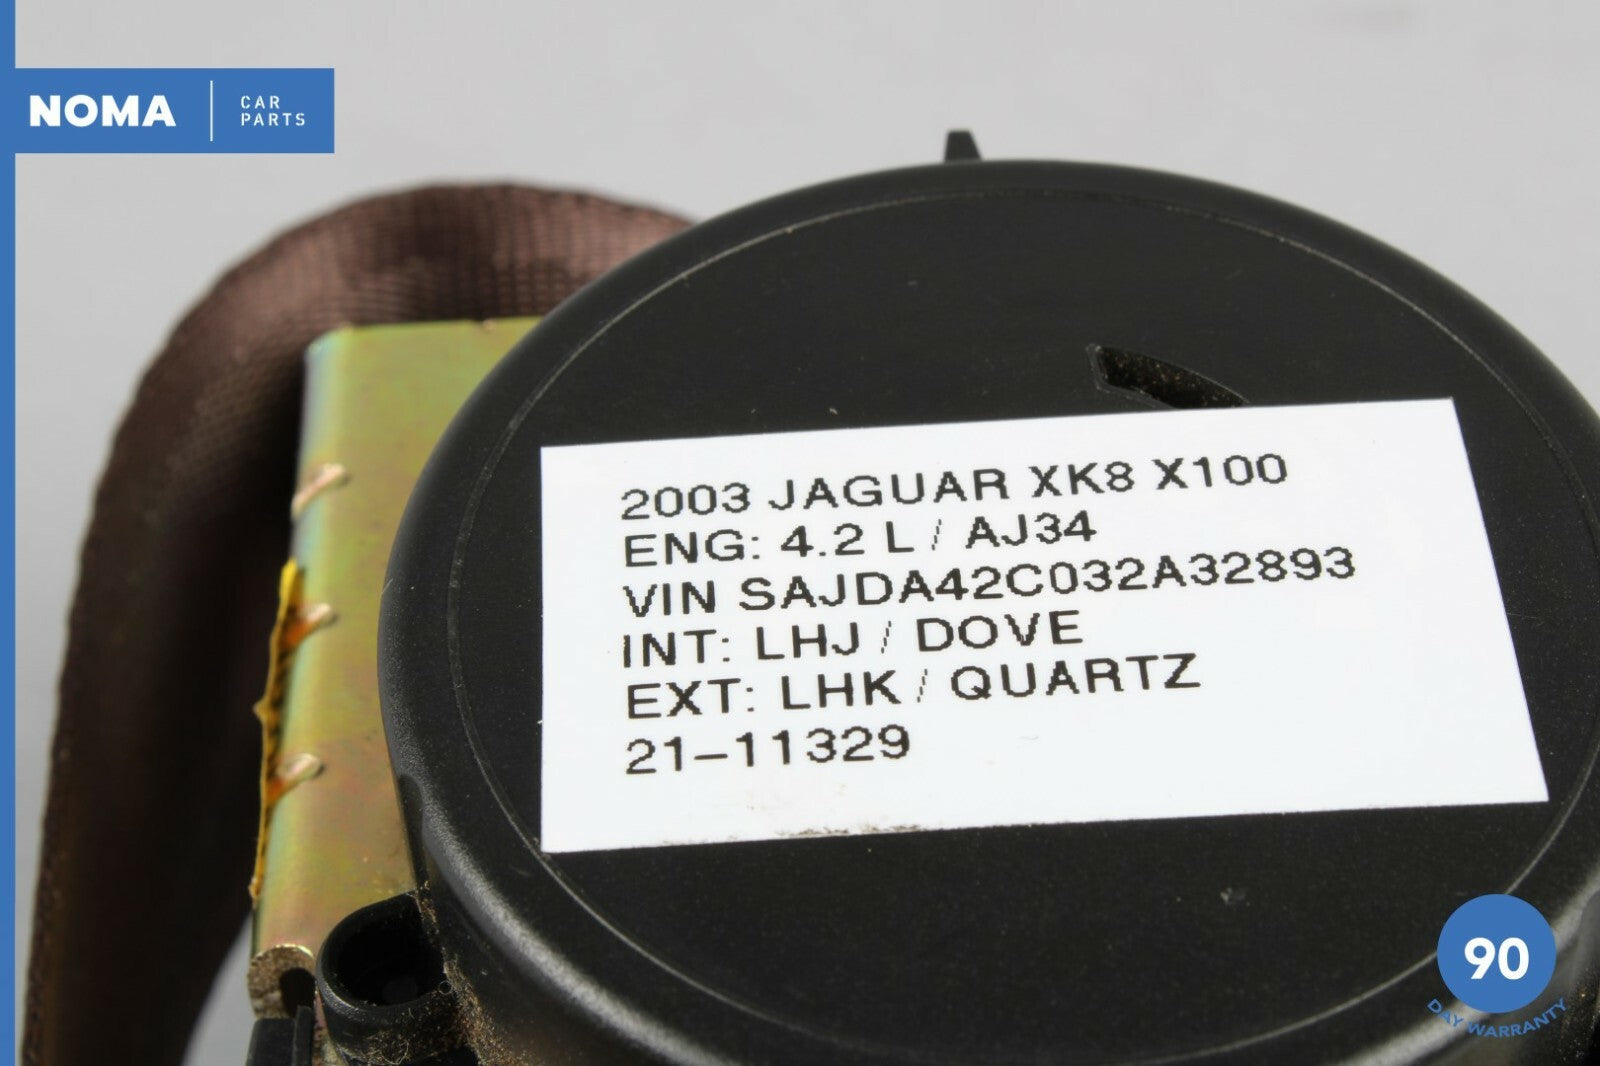 NOMA
CAR
PARTS
2003 JAGUAR XK8 X100
ENG: 4.2 L / AJ34
VIN SAJDA42C032A32893
INT: LHJ / DOVE
EXT: LHK / QUARTZ
21-11329
90
DAY WARRANTY